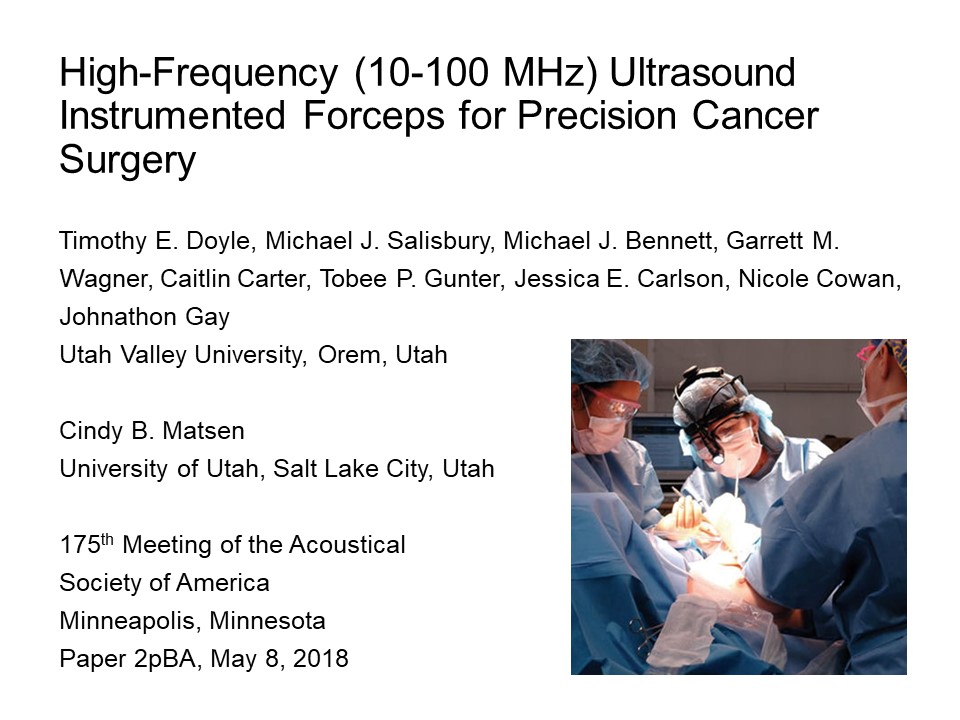 High-Frequency (10-100 MHz) Ultrasound
Instrumented Forceps for Precision Cancer
Surgery
Timothy E. Doyle, Michael J. Salisbury, Michael J. Bennett, Garrett M.
Wagner, Caitlin Carter, Tobee P. Gunter, Jessica E. Carlson, Nicole Cowan,
Johnathon Gay
Utah Valley University, Orem, Utah
Cindy B. Matsen
University of Utah, Salt Lake City, Utah
175th Meeting of the Acoustical
Society of America
Minneapolis, Minnesota
Paper 2pBA, May 8, 2018